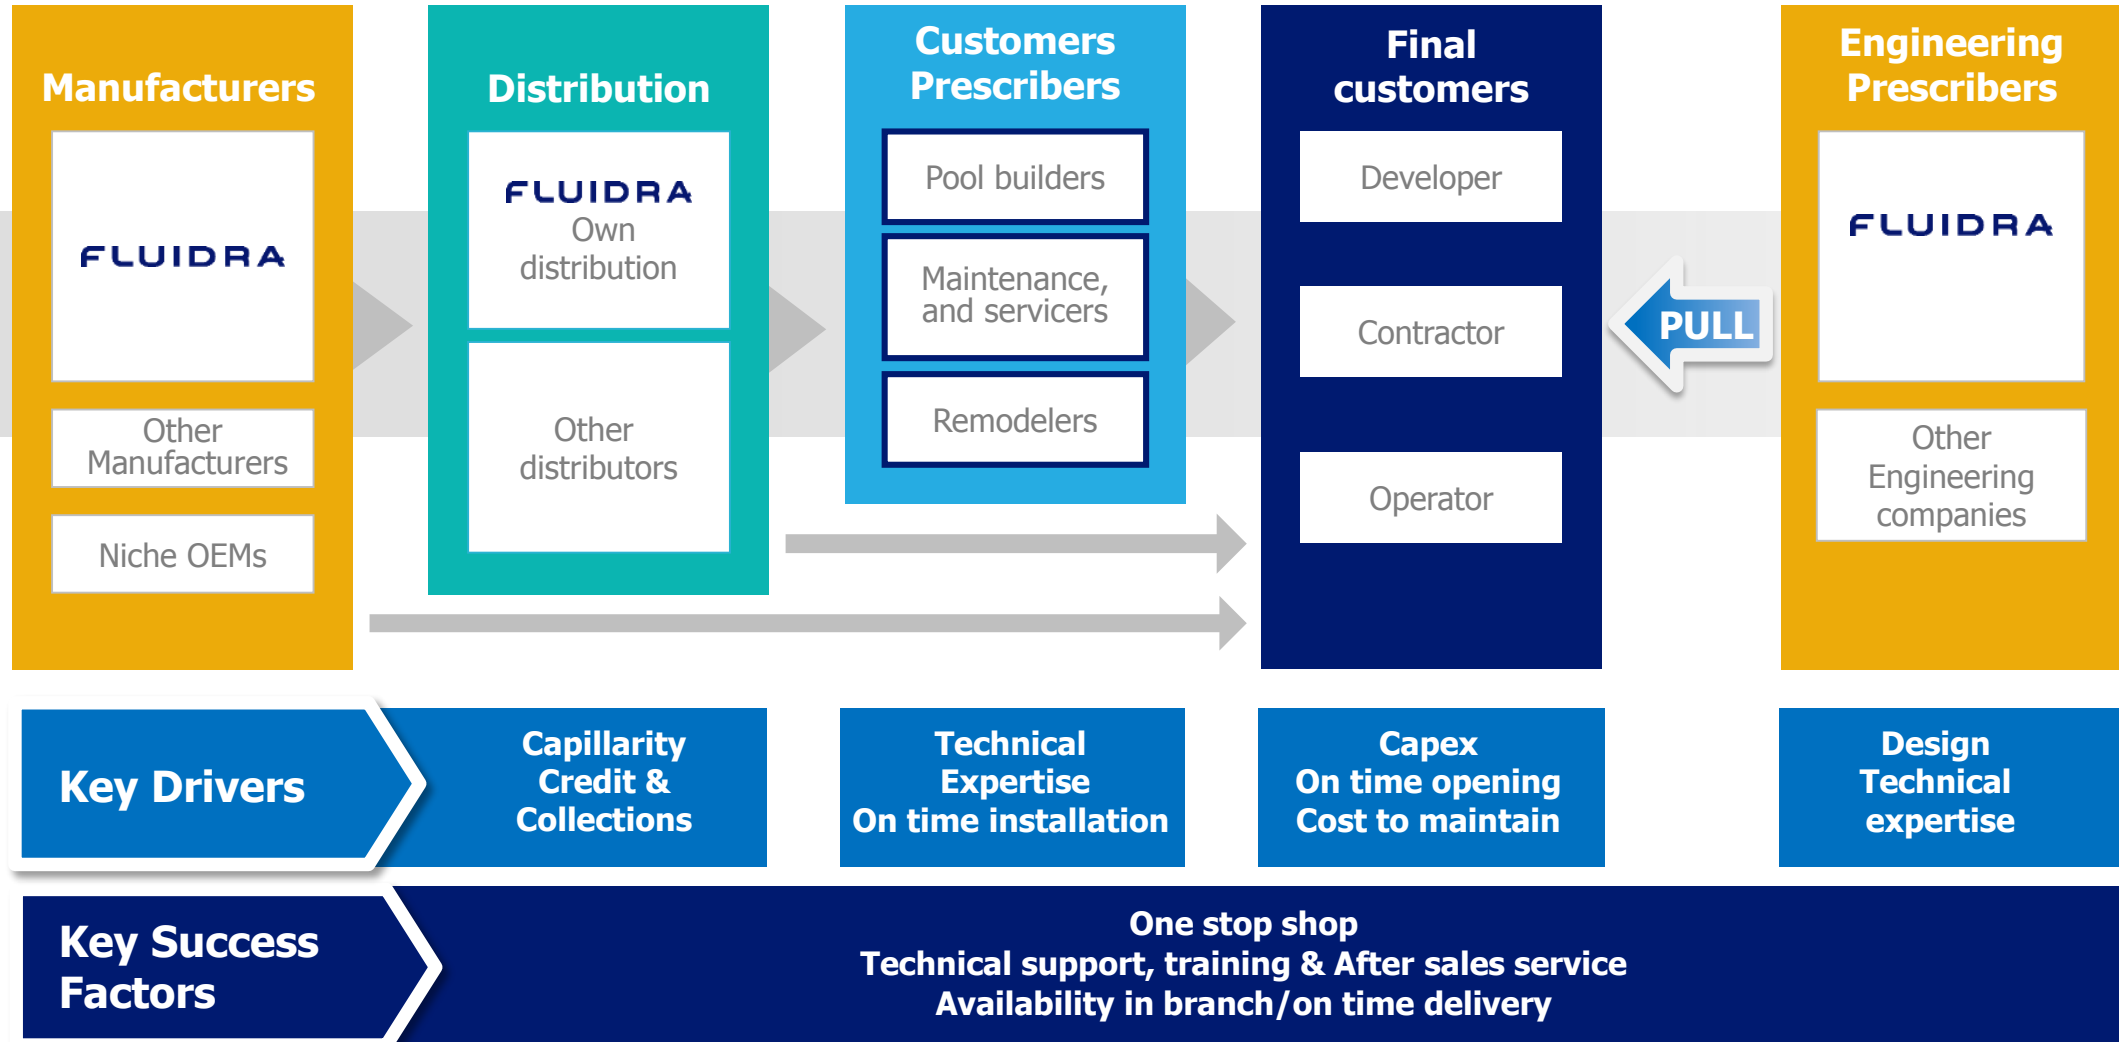 Manufacturers
FLUIDRA
Other
Manufacturers
Niche OEMs
Distribution
FLUIDRA
Own
distribution
Other
distributors
Customers
Prescribers
Pool builders
Maintenance,
and servicers
Remodelers
Final
customers
Developer
Contractor
Operator
PULL
Engineering
Prescribers
FLUIDRA
Other
Engineering
companies
Key Drivers
Capillarity
Credit &
Collections
Technical
Expertise
On time installation
Capex
On time opening
Cost to maintain
Design
Technical
expertise
Key Success
Factors
One stop shop
Technical support, training & After sales service
Availability in branch/on time delivery